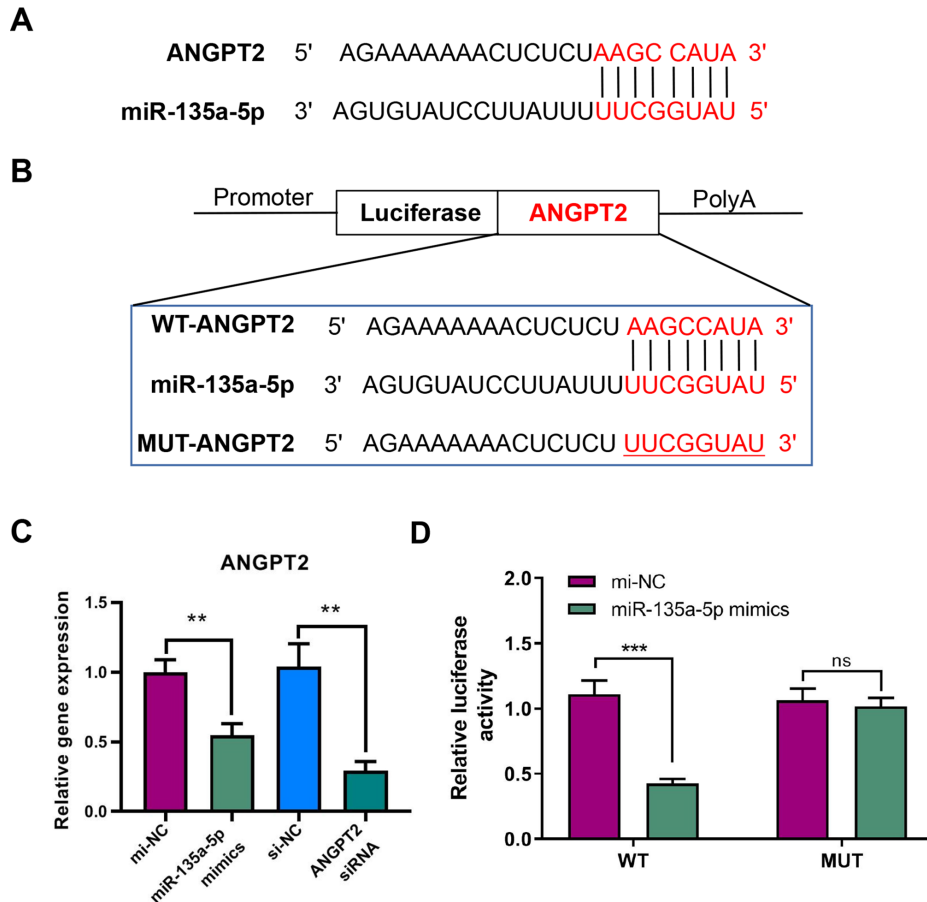 A
ANGPT2 5' AGAAAAAAACUCUCUAAGC CAUA 3'
miR-135a-5p 3' AGUGUAUCCUUAUUUUUCGGUAU 5'
B
Promoter Luciferase ANGPT2 PolyA
WT-ANGPT2 5' AGAAAAAAACUCUCU AAGCCAUA 3'
miR-135a-5p 3' AGUGUAUCCUUAUUUUUCGGUAU 5'
MUT-ANGPT2 5' AGAAAAAAACUCUCU UUCGGUAU 3'
C
ANGPT2
Relative gene expression
1.5
1.0
0.5
0.0
** **
mi-NC
miR-135a-5p
mimics
si-NC
ANGPT2
siRNA
D
mi-NC
miR-135a-5p mimics
Relative luciferase
activity
2.0
1.5
1.0
0.5
0.0
*** ns
WT MUT